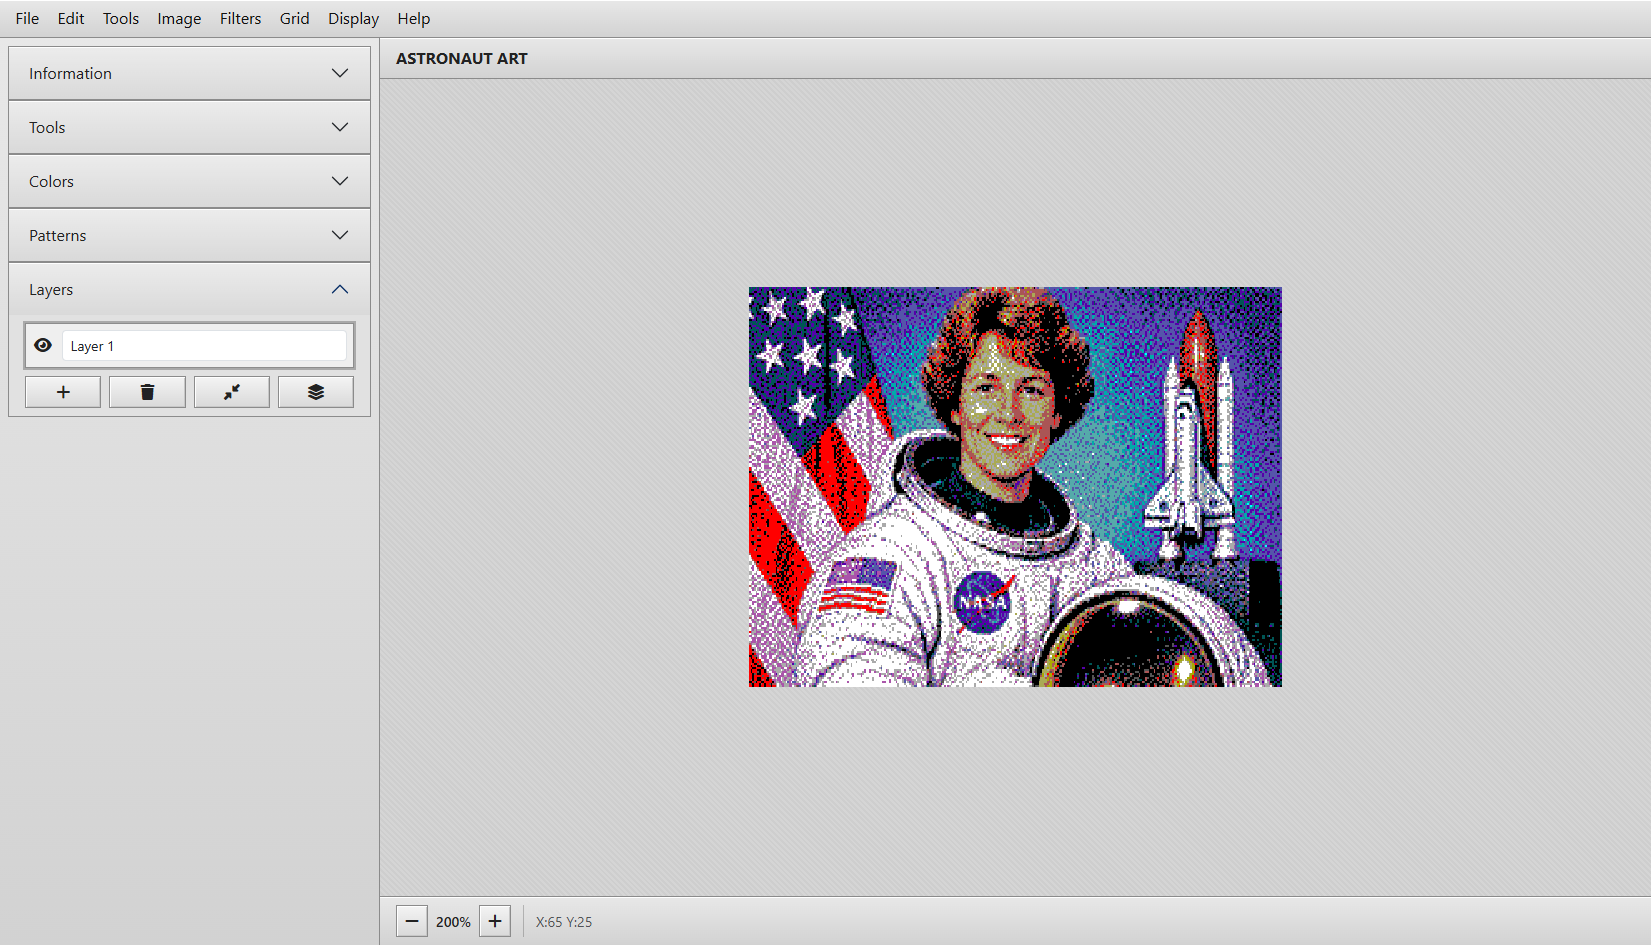 File Edit Tools Image Filters Grid Display Help
Information
Tools
Colors
Patterns
Layers
Layer 1
ASTRONAUT ART
NASA
200% X:65 Y:25